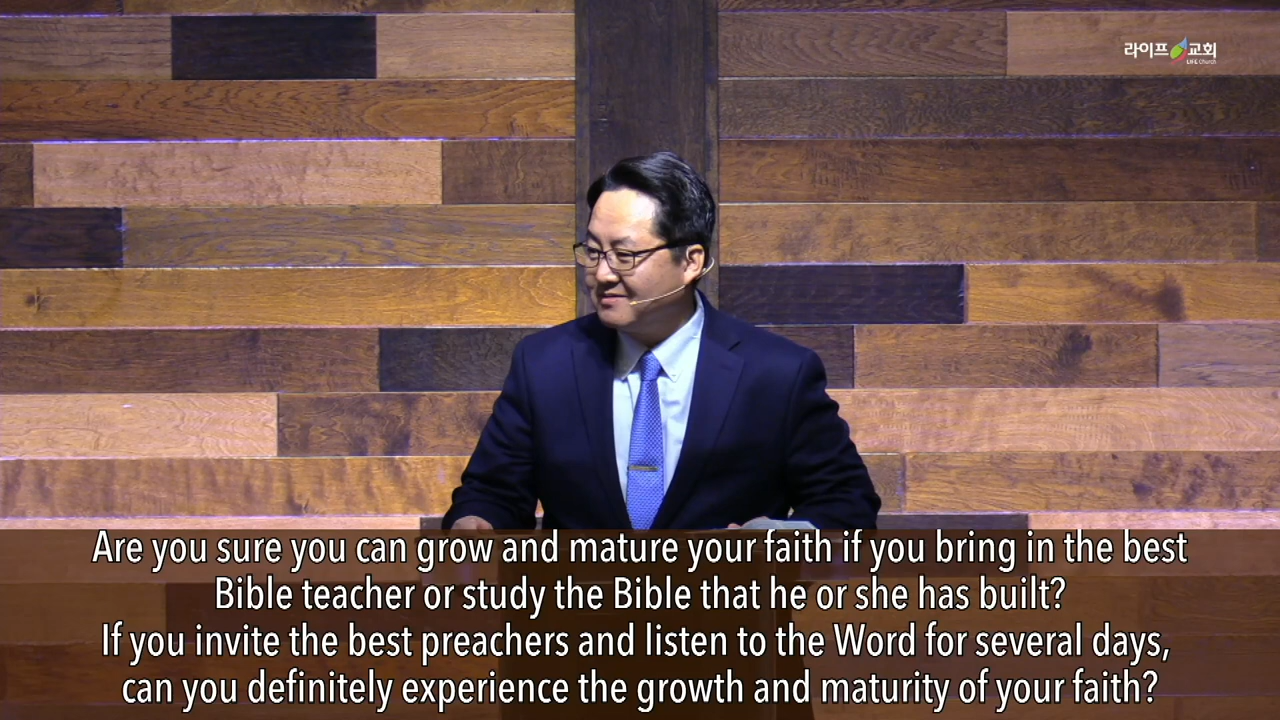 라이프 교회
LIFE Church
Are you sure you can grow and mature your faith if you bring in the best
Bible teacher or study the Bible that he or she has built?
If you invite the best preachers and listen to the Word for several days,
can you definitely experience the growth and maturity of your faith?